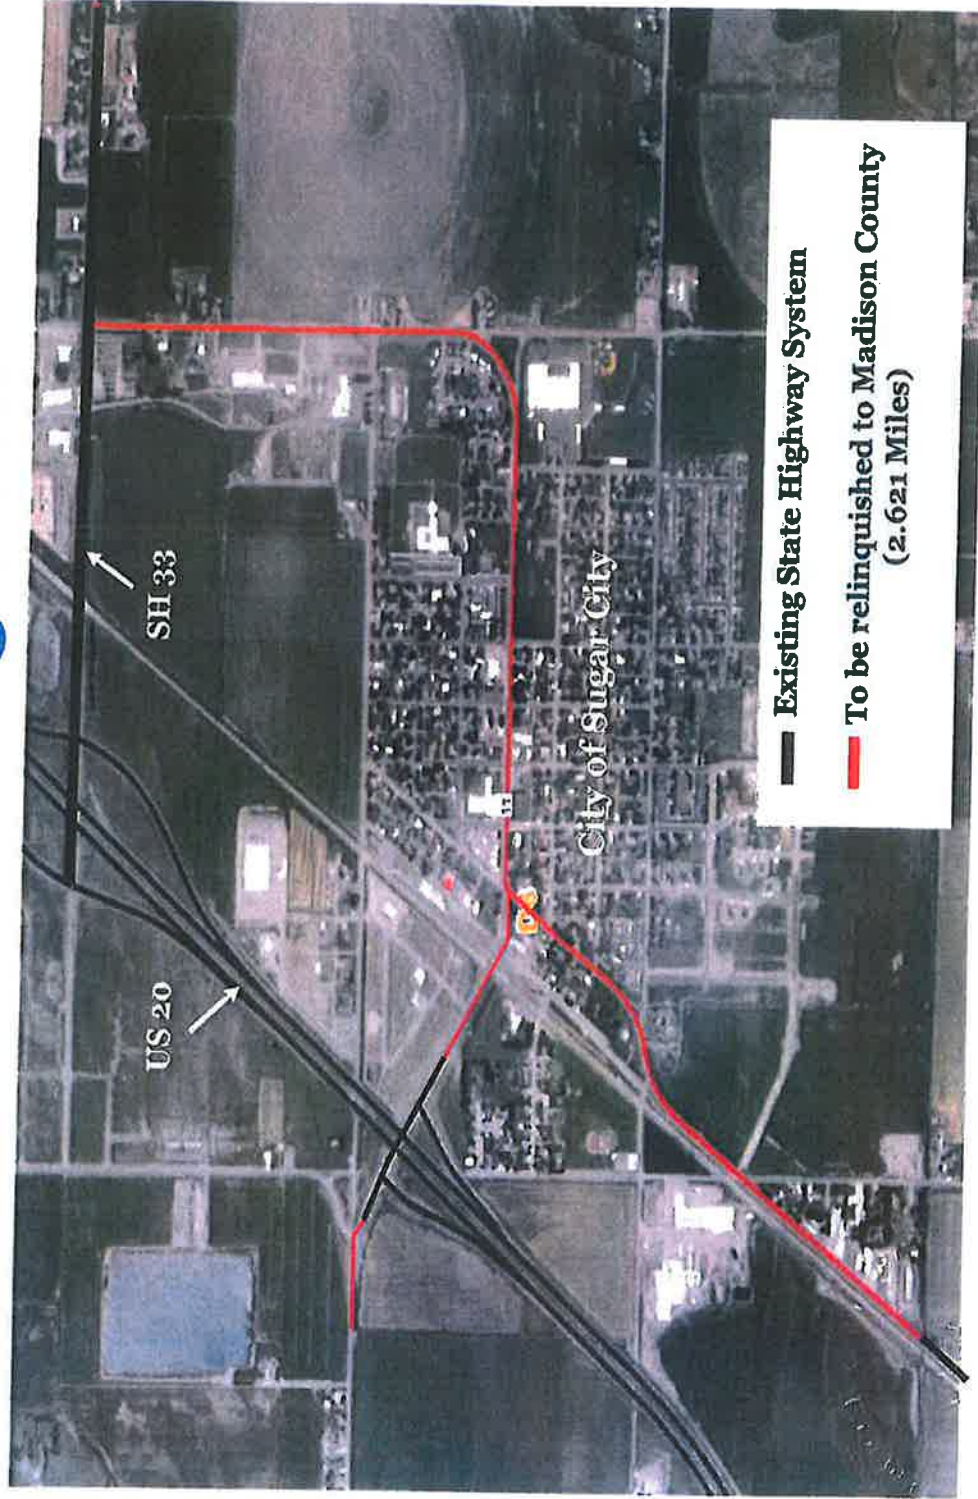 SH 33
US 20
City of Sugar City
Existing State Highway System
To be relinquished to Madison County
(2.621 Miles)